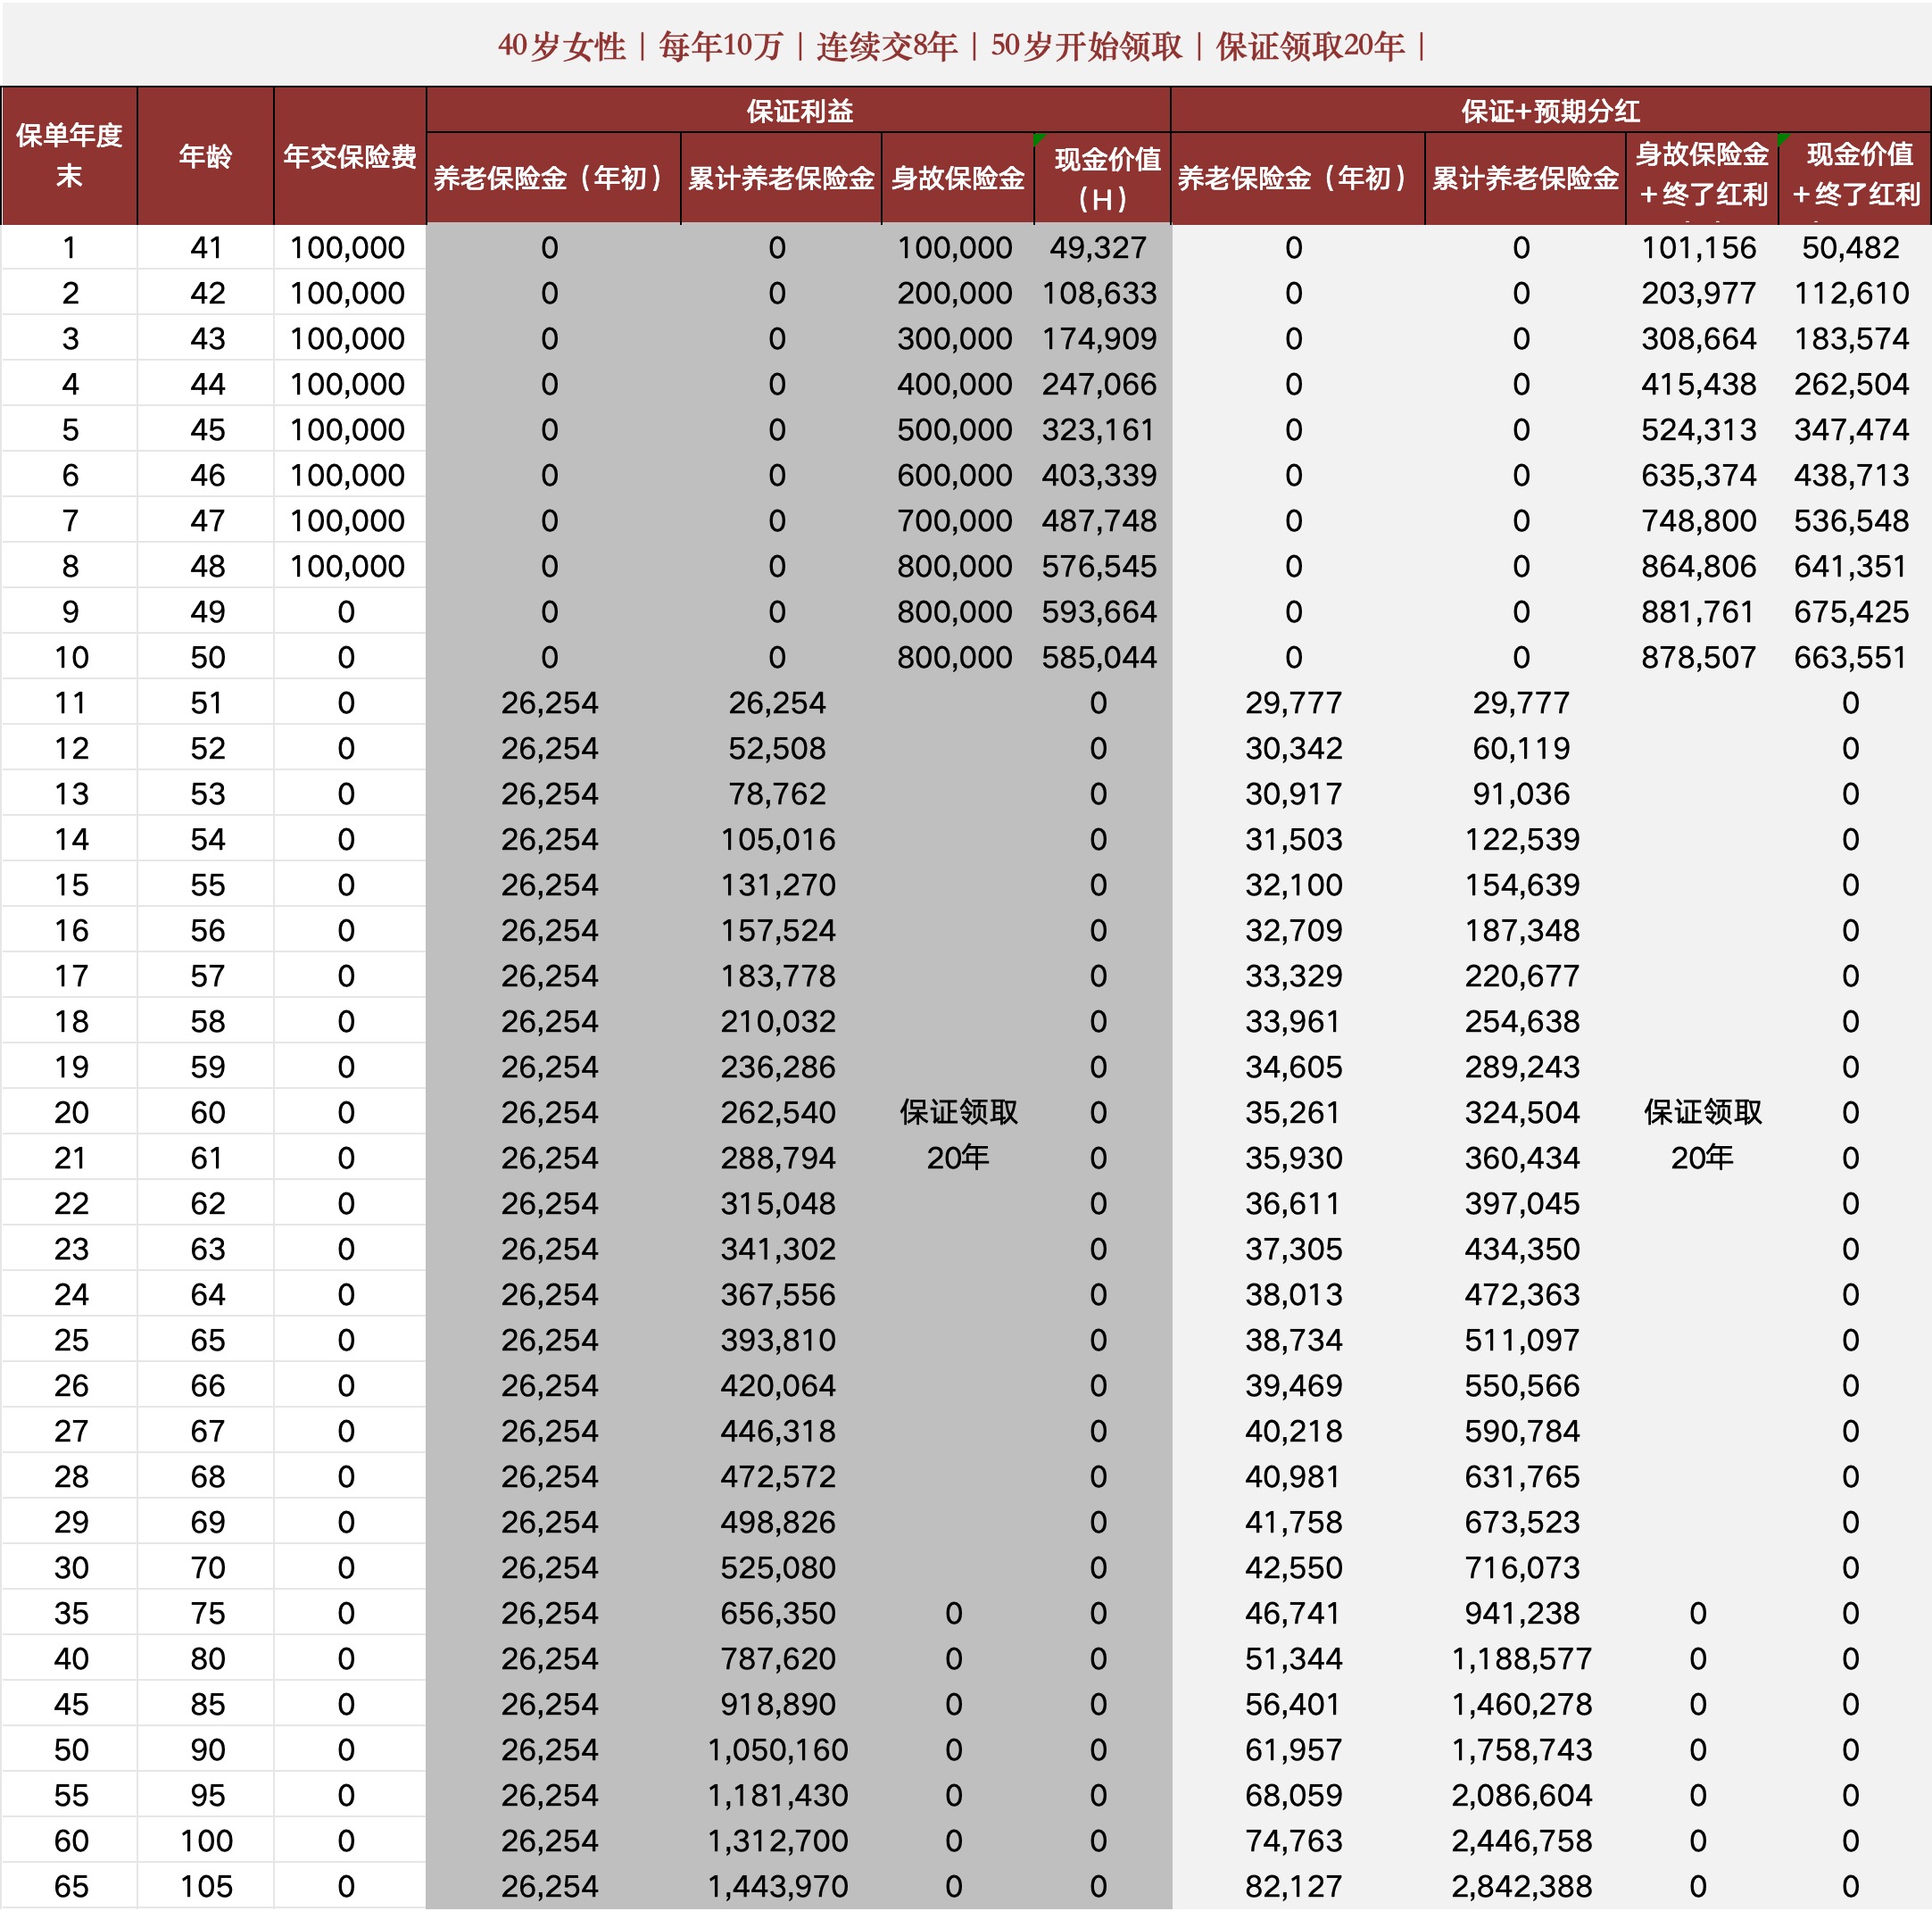 40岁女性｜每年10万｜连续交8年｜50岁开始领取｜保证领取20年｜
保单年度末 年龄 年交保险费 保证利益 保证+预期分红
养老保险金（年初） 累计养老保险金 身故保险金 现金价值（H） 养老保险金（年初） 累计养老保险金 身故保险金＋终了红利 现金价值＋终了红利
1 41 100,000 0 0 100,000 49,327 0 0 101,156 50,482
2 42 100,000 0 0 200,000 108,633 0 0 203,977 112,610
3 43 100,000 0 0 300,000 174,909 0 0 308,664 183,574
4 44 100,000 0 0 400,000 247,066 0 0 415,438 262,504
5 45 100,000 0 0 500,000 323,161 0 0 524,313 347,474
6 46 100,000 0 0 600,000 403,339 0 0 635,374 438,713
7 47 100,000 0 0 700,000 487,748 0 0 748,800 536,548
8 48 100,000 0 0 800,000 576,545 0 0 864,806 641,351
9 49 0 0 0 800,000 593,664 0 0 881,761 675,425
10 50 0 0 0 800,000 585,044 0 0 878,507 663,551
11 51 0 26,254 26,254 0 29,777 29,777 0
12 52 0 26,254 52,508 0 30,342 60,119 0
13 53 0 26,254 78,762 0 30,917 91,036 0
14 54 0 26,254 105,016 0 31,503 122,539 0
15 55 0 26,254 131,270 0 32,100 154,639 0
16 56 0 26,254 157,524 0 32,709 187,348 0
17 57 0 26,254 183,778 0 33,329 220,677 0
18 58 0 26,254 210,032 0 33,961 254,638 0
19 59 0 26,254 236,286 0 34,605 289,243 0
20 60 0 26,254 262,540 保证领取 0 35,261 324,504 保证领取 0
21 61 0 26,254 288,794 20年 0 35,930 360,434 20年 0
22 62 0 26,254 315,048 0 36,611 397,045 0
23 63 0 26,254 341,302 0 37,305 434,350 0
24 64 0 26,254 367,556 0 38,013 472,363 0
25 65 0 26,254 393,810 0 38,734 511,097 0
26 66 0 26,254 420,064 0 39,469 550,566 0
27 67 0 26,254 446,318 0 40,218 590,784 0
28 68 0 26,254 472,572 0 40,981 631,765 0
29 69 0 26,254 498,826 0 41,758 673,523 0
30 70 0 26,254 525,080 0 42,550 716,073 0
35 75 0 26,254 656,350 0 0 46,741 941,238 0 0
40 80 0 26,254 787,620 0 0 51,344 1,188,577 0 0
45 85 0 26,254 918,890 0 0 56,401 1,460,278 0 0
50 90 0 26,254 1,050,160 0 0 61,957 1,758,743 0 0
55 95 0 26,254 1,181,430 0 0 68,059 2,086,604 0 0
60 100 0 26,254 1,312,700 0 0 74,763 2,446,758 0 0
65 105 0 26,254 1,443,970 0 0 82,127 2,842,388 0 0